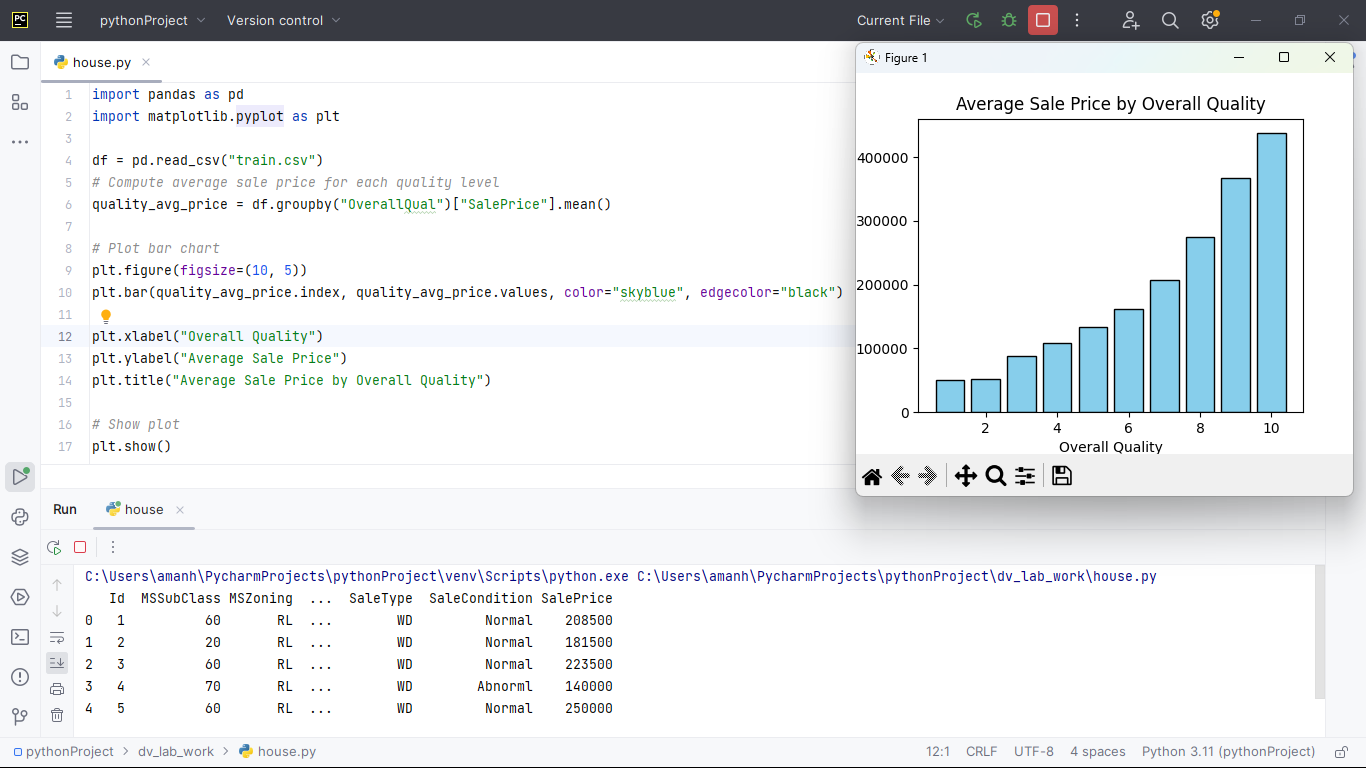 PC pythonProject Version control Current File
house.py
1 import pandas as pd
2 import matplotlib.pyplot as plt
3
4 df = pd.read_csv("train.csv")
5 # Compute average sale price for each quality level
6 quality_avg_price = df.groupby("OverallQual")["SalePrice"].mean()
7
8 # Plot bar chart
9 plt.figure(figsize=(10, 5))
10 plt.bar(quality_avg_price.index, quality_avg_price.values, color="skyblue", edgecolor="black")
11
12 plt.xlabel("Overall Quality")
13 plt.ylabel("Average Sale Price")
14 plt.title("Average Sale Price by Overall Quality")
15
16 # Show plot
17 plt.show()
Figure 1
Average Sale Price by Overall Quality
400000
300000
200000
100000
0
2 4 6 8 10
Overall Quality
Run house
C:\Users\amanh\PycharmProjects\pythonProject\venv\Scripts\python.exe C:\Users\amanh\PycharmProjects\pythonProject\dv_lab_work\house.py
Id MSSubClass MSZoning ... SaleType SaleCondition SalePrice
0 1 60 RL ... WD Normal 208500
1 2 20 RL ... WD Normal 181500
2 3 60 RL ... WD Normal 223500
3 4 70 RL ... WD Abnorml 140000
4 5 60 RL ... WD Normal 250000
pythonProject > dv_lab_work > house.py 12:1 CRLF UTF-8 4 spaces Python 3.11 (pythonProject)